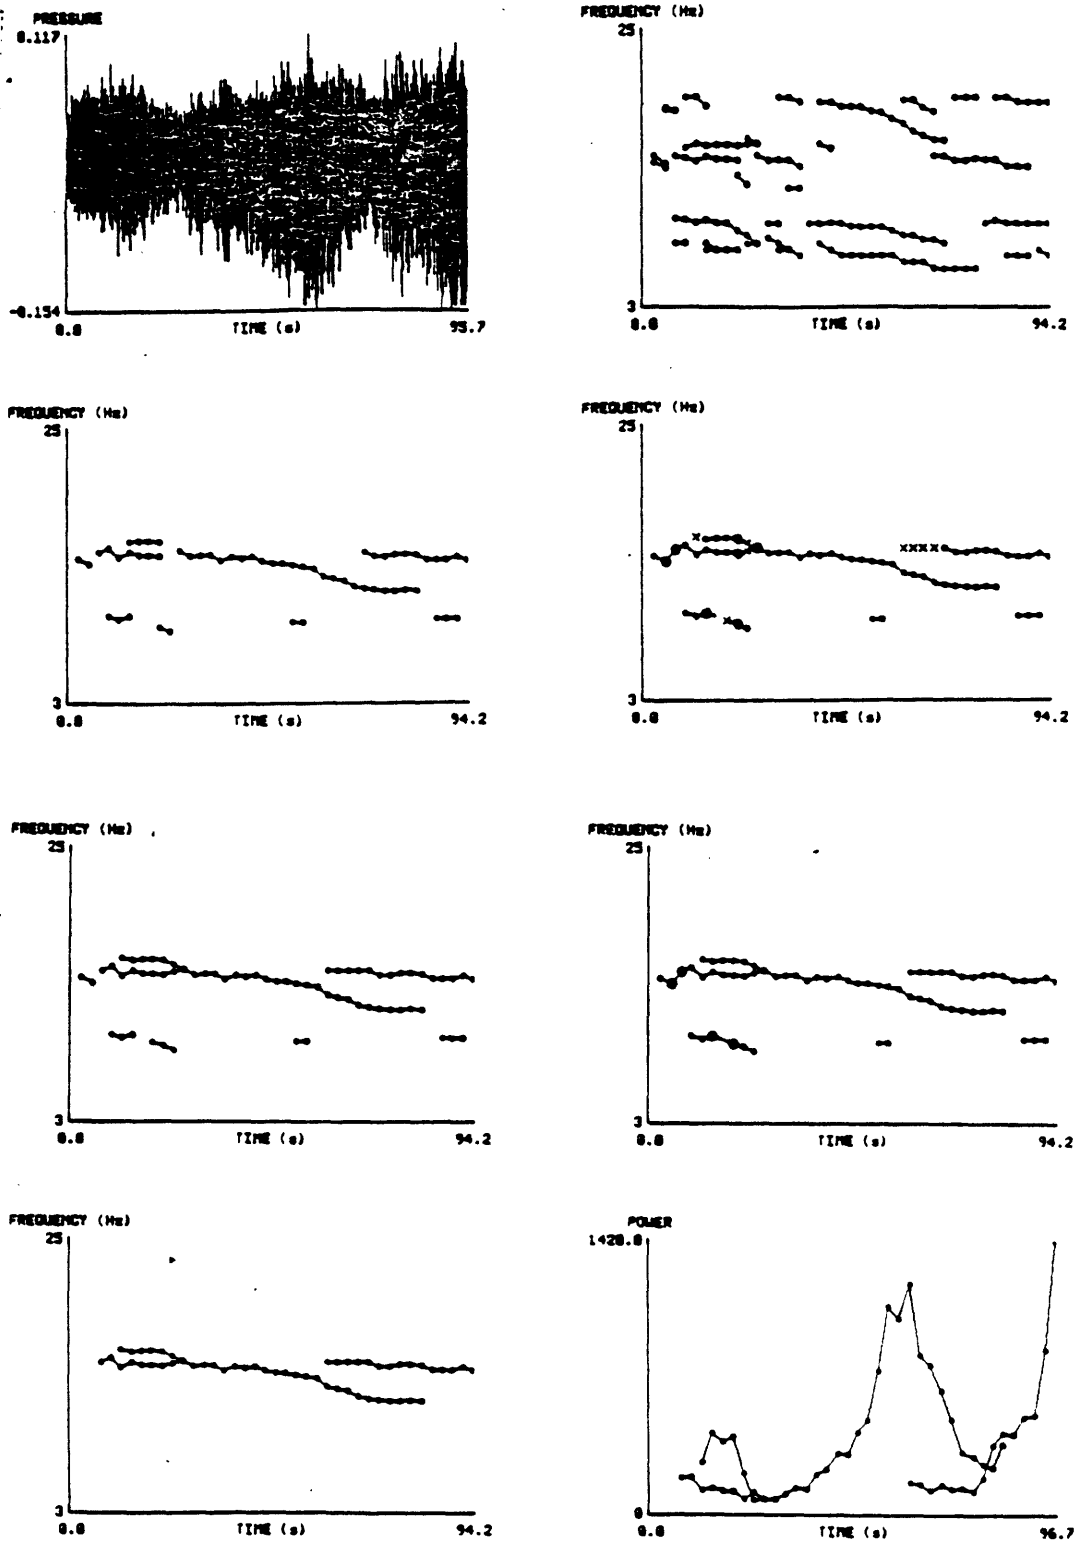 PRESSURE
0.117
-0.154
0.0
TIME (s)
95.7
FREQUENCY (Hz)
25
3
0.0
TIME (s)
94.2
FREQUENCY (Hz)
25
3
0.0
TIME (s)
94.2
FREQUENCY (Hz)
25
3
0.0
TIME (s)
94.2
FREQUENCY (Hz)
25
3
0.0
TIME (s)
94.2
FREQUENCY (Hz)
25
3
0.0
TIME (s)
94.2
FREQUENCY (Hz)
25
3
0.0
TIME (s)
94.2
POWER
1420.0
0
0.0
TIME (s)
96.7